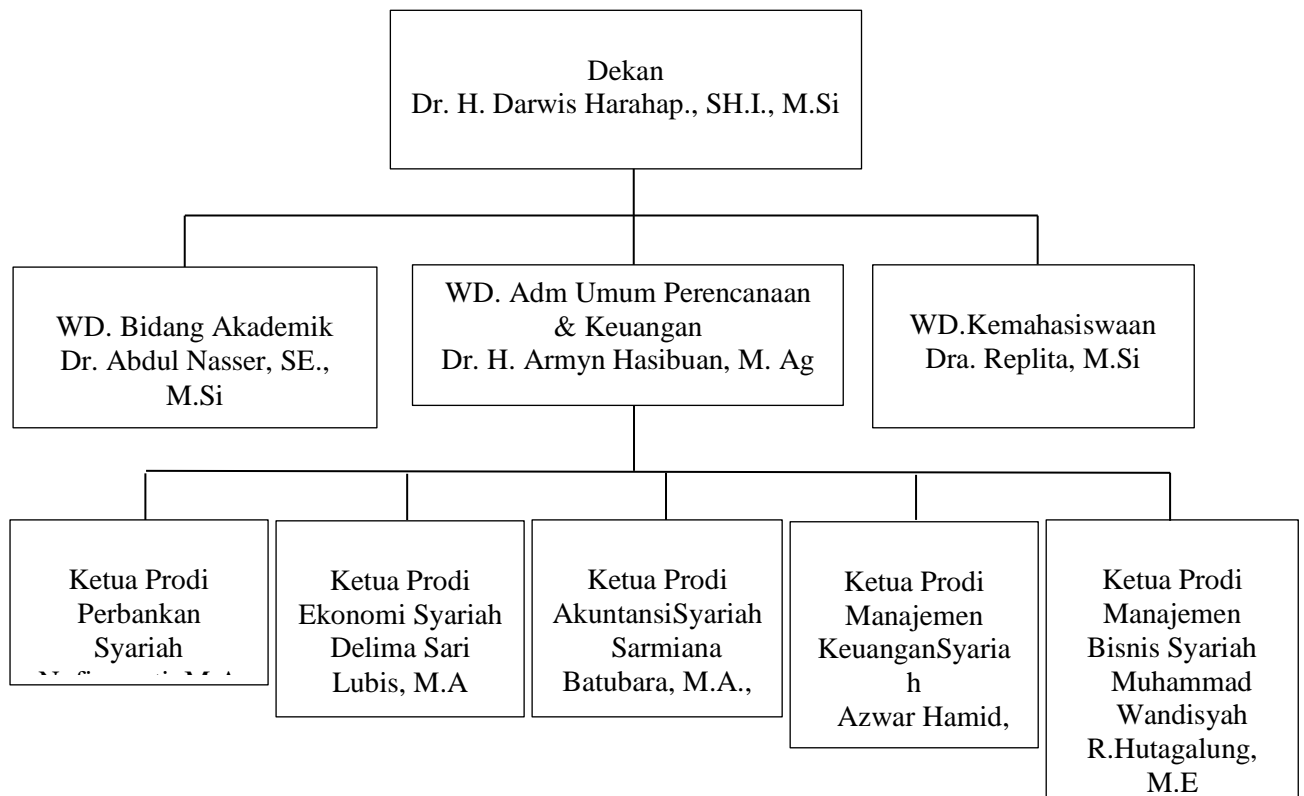 Dekan
Dr. H. Darwis Harahap., SH.I., M.Si
WD. Bidang Akademik
Dr. Abdul Nasser, SE.,
M.Si
WD. Adm Umum Perencanaan
& Keuangan
Dr. H. Armyn Hasibuan, M. Ag
WD.Kemahasiswaan
Dra. Replita, M.Si
Ketua Prodi
Perbankan
Syariah
Ketua Prodi
Ekonomi Syariah
Delima Sari
Lubis, M.A
Ketua Prodi
AkuntansiSyariah
Sarmiana
Batubara, M.A.,
Ketua Prodi
Manajemen
KeuanganSyaria
h
Azwar Hamid,
Ketua Prodi
Manajemen
Bisnis Syariah
Muhammad
Wandisyah
R.Hutagalung,
M.E